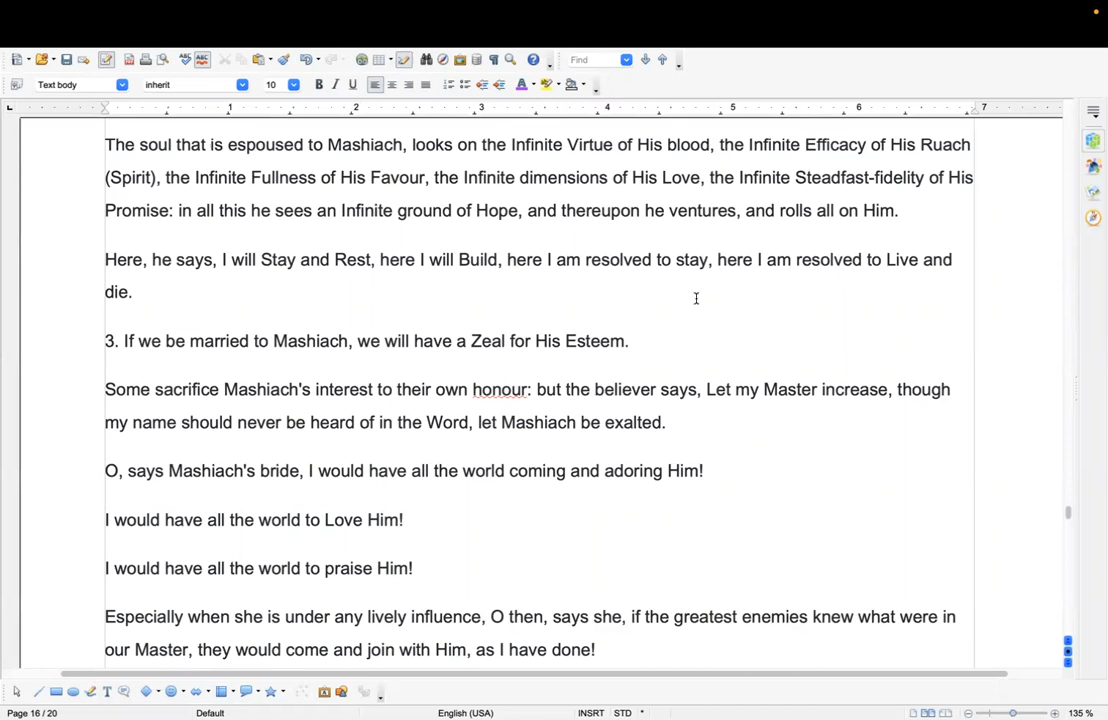 Find
Text body
inherit
10
B I U
1 2 3 4 5 6 7
The soul that is espoused to Mashiach, looks on the Infinite Virtue of His blood, the Infinite Efficacy of His Ruach
(Spirit), the Infinite Fullness of His Favour, the Infinite dimensions of His Love, the Infinite Steadfast-fidelity of His
Promise: in all this he sees an Infinite ground of Hope, and thereupon he ventures, and rolls all on Him.
Here, he says, I will Stay and Rest, here I will Build, here I am resolved to stay, here I am resolved to Live and
die.
3. If we be married to Mashiach, we will have a Zeal for His Esteem.
Some sacrifice Mashiach's interest to their own honour: but the believer says, Let my Master increase, though
my name should never be heard of in the Word, let Mashiach be exalted.
O, says Mashiach's bride, I would have all the world coming and adoring Him!
I would have all the world to Love Him!
I would have all the world to praise Him!
Especially when she is under any lively influence, O then, says she, if the greatest enemies knew what were in
our Master, they would come and join with Him, as I have done!
Page 16 / 20
Default
English (USA)
INSRT
STD
*
135 %